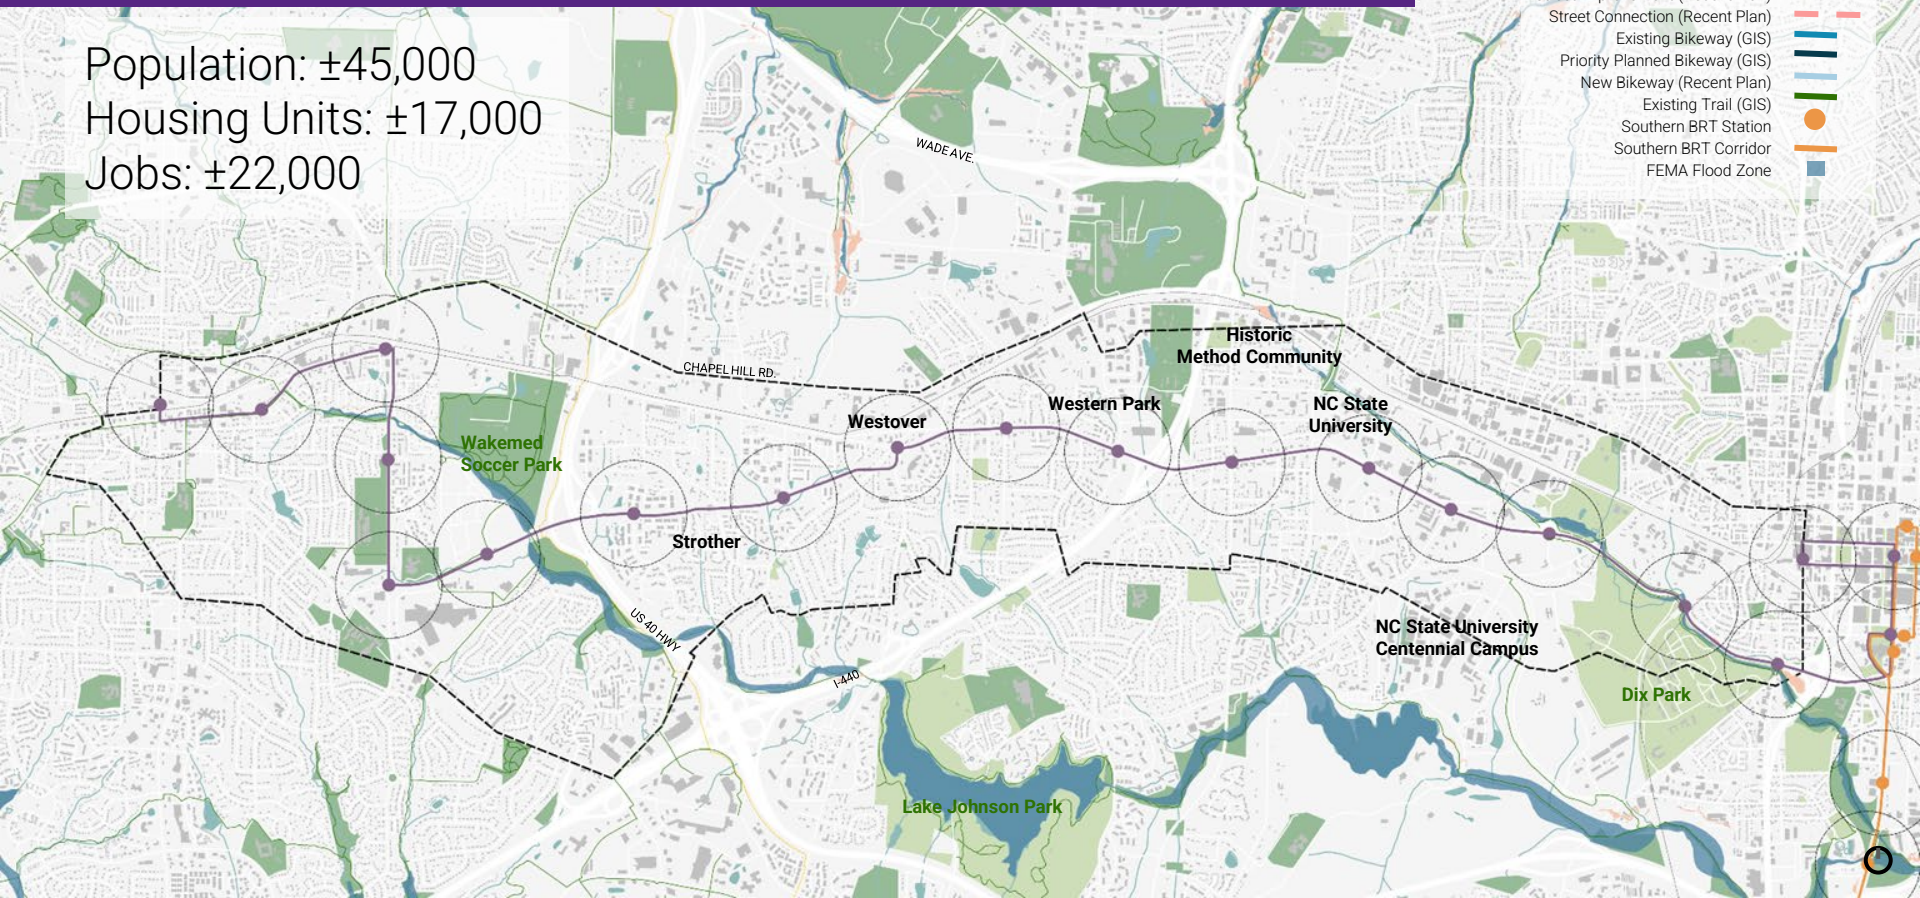 Population: ±45,000
Housing Units: ±17,000
Jobs: ±22,000
Street Connection (Recent Plan)
Existing Bikeway (GIS)
Priority Planned Bikeway (GIS)
New Bikeway (Recent Plan)
Existing Trail (GIS)
Southern BRT Station
Southern BRT Corridor
FEMA Flood Zone
WADE AVE.
Historic
Method Community
CHAPEL HILL RD.
Western Park
NC State
University
Westover
Wakemed
Soccer Park
Strother
US 40 HWY
NC State University
Centennial Campus
I-440
Dix Park
Lake Johnson Park